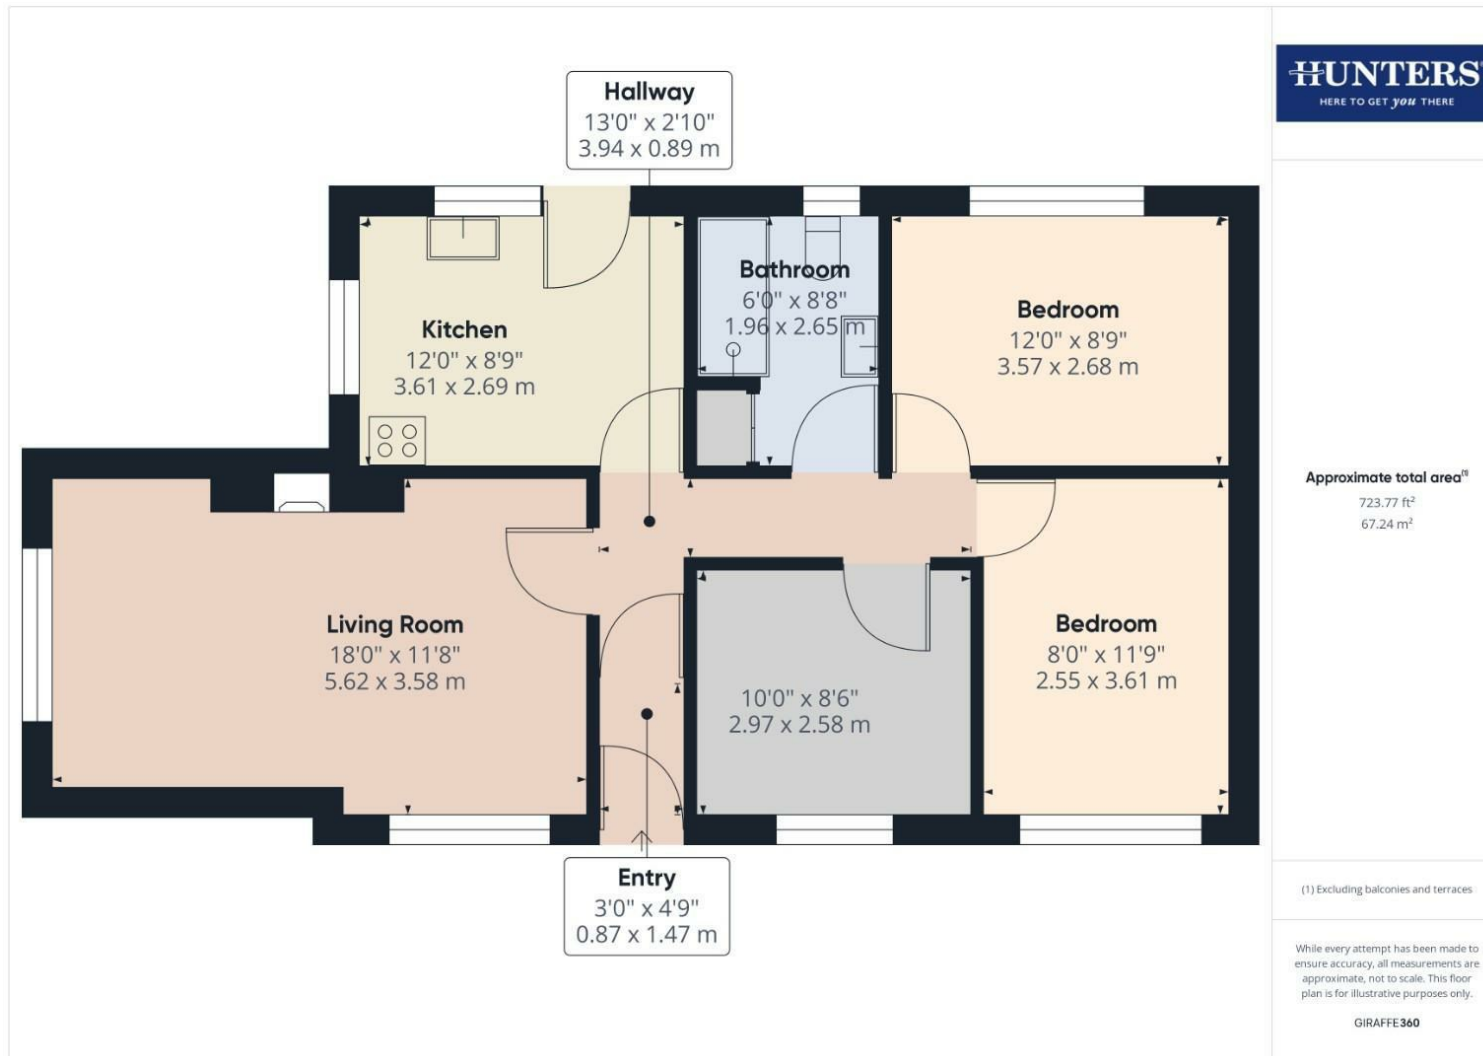 Hallway
13'0" x 2'10"
3.94 x 0.89 m
Kitchen
12'0" x 8'9"
3.61 x 2.69 m
Bathroom
6'0" x 8'8"
1.96 x 2.65 m
Bedroom
12'0" x 8'9"
3.57 x 2.68 m
Living Room
18'0" x 11'8"
5.62 x 3.58 m
10'0" x 8'6"
2.97 x 2.58 m
Bedroom
8'0" x 11'9"
2.55 x 3.61 m
Entry
3'0" x 4'9"
0.87 x 1.47 m
HUNTERS
HERE TO GET you THERE
Approximate total area(1)
723.77 ft²
67.24 m²
(1) Excluding balconies and terraces
While every attempt has been made to
ensure accuracy, all measurements are
approximate, not to scale. This floor
plan is for illustrative purposes only.
GIRAFFE360